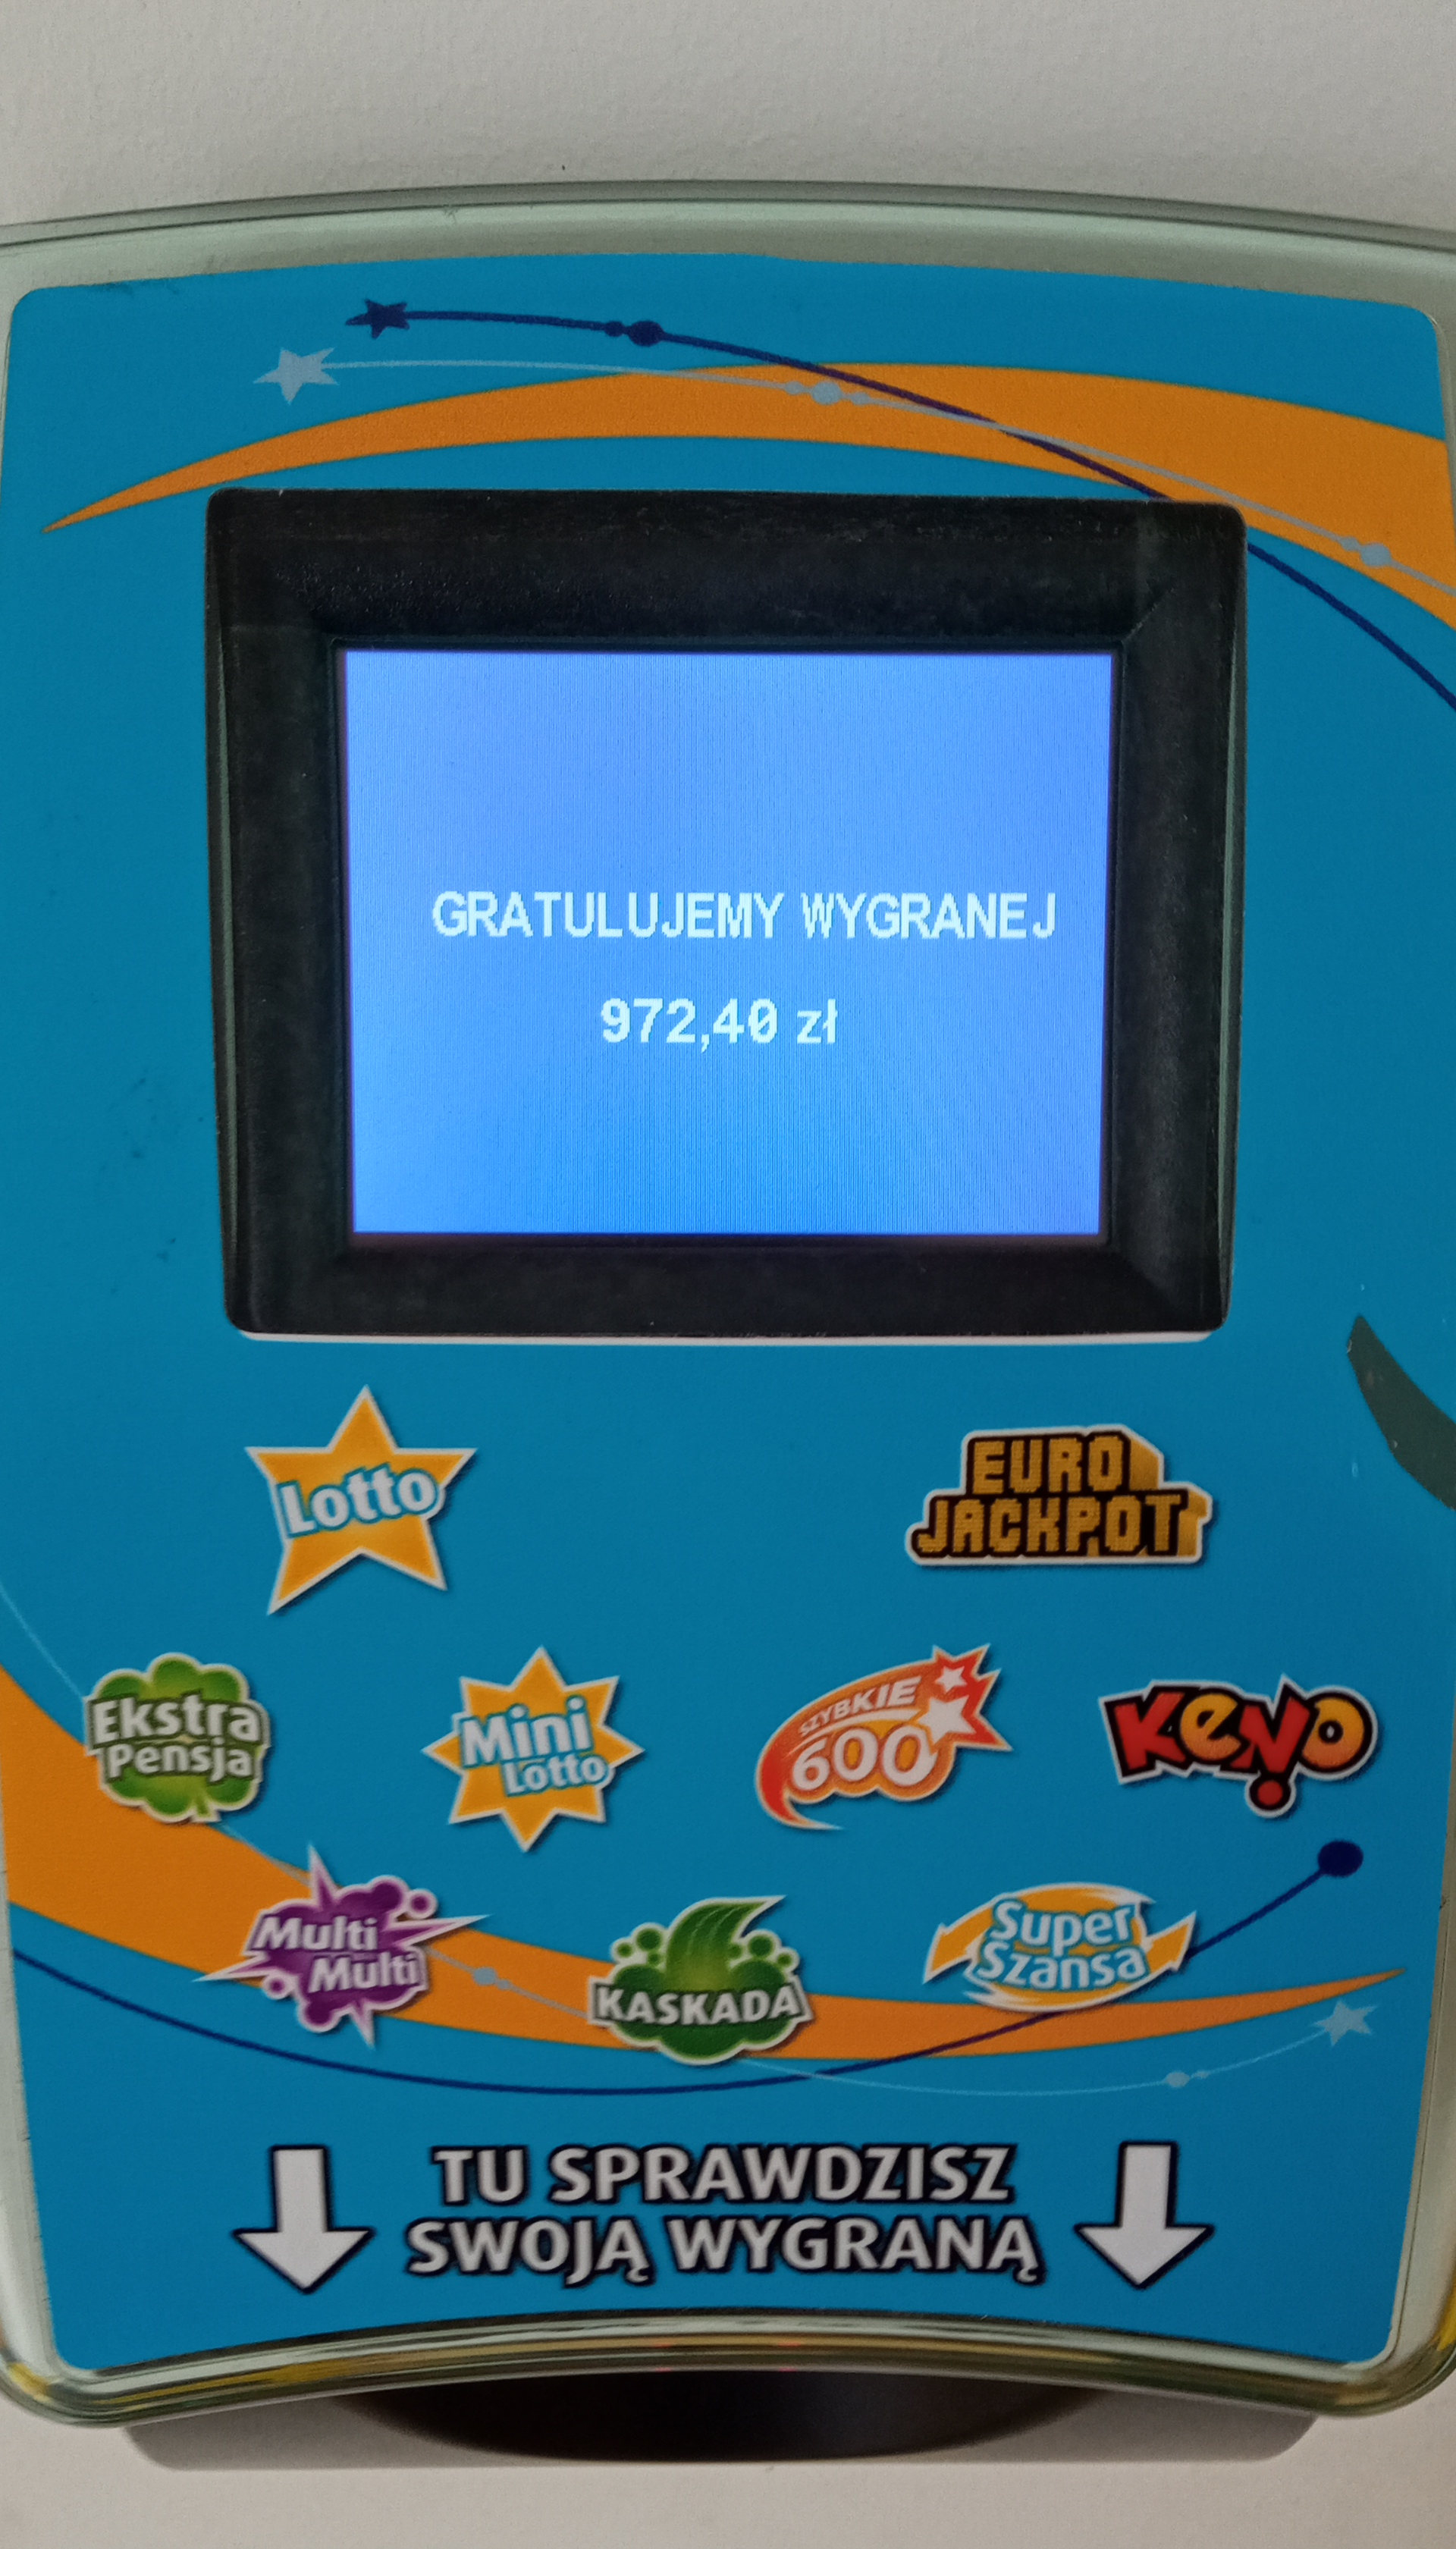 GRATULUJEMY WYGRANEJ
972,40 zł
Lotto
EURO
JACKPOT
Ekstra
Pensja
Mini
Lotto
SZYBKIE
600
KENO
Multi
Multi
KASKADA
Super
Szansa
TU SPRAWDZISZ
SWOJĄ WYGRANĄ